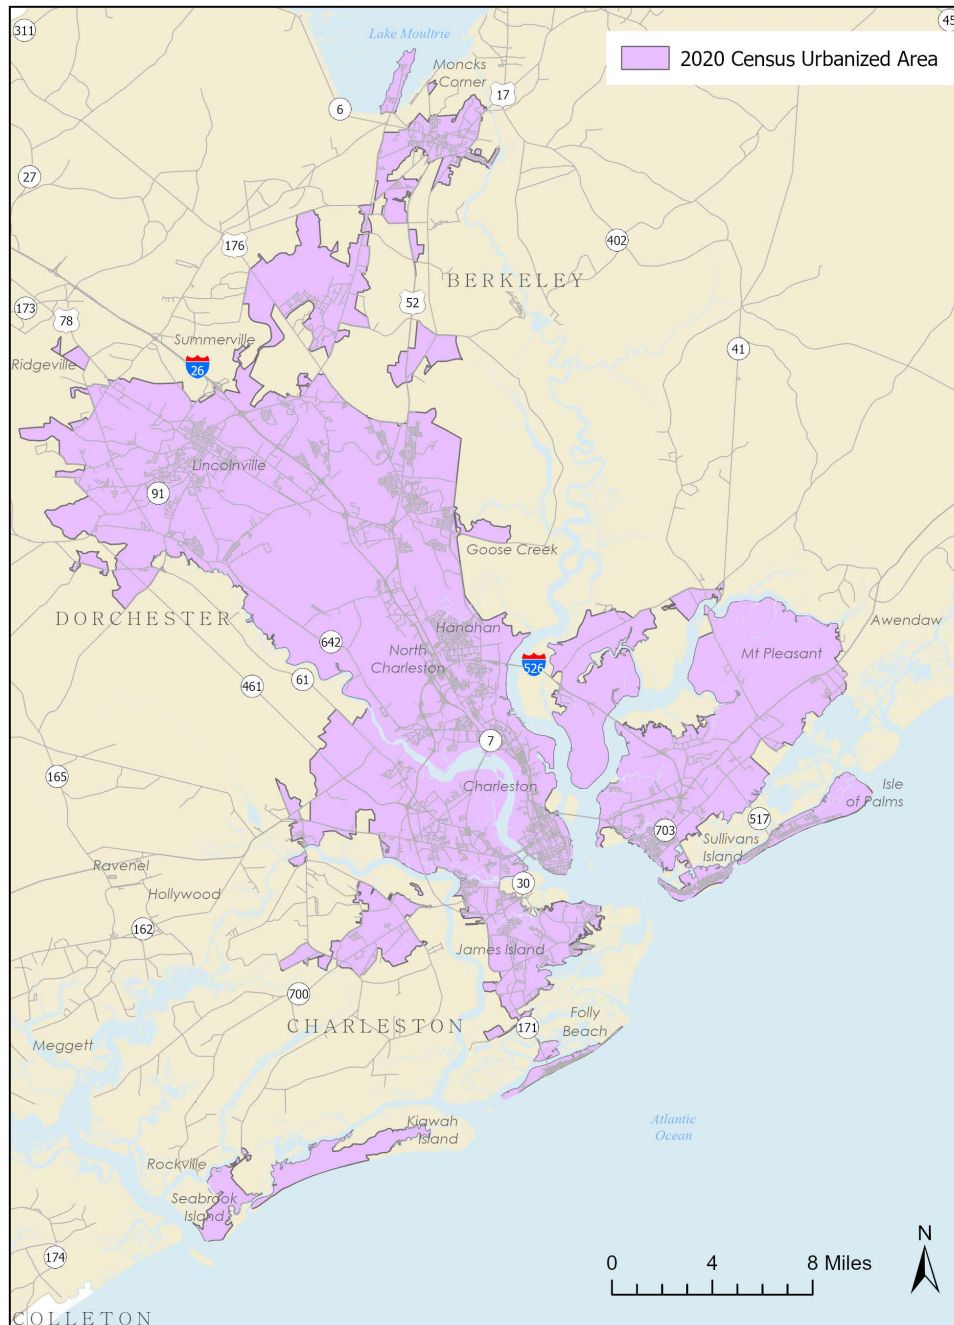 311
Lake Moultrie
45
2020 Census Urbanized Area
Moncks
Corner
17
6
27
176
402
BERKELEY
173
78
52
Summerville
41
Ridgeville
26
Lincolnville
91
Goose Creek
DORCHESTER
Hanahan
Awendaw
642
North
Charleston
Mt Pleasant
526
61
461
7
165
Charleston
Isle
of Palms
517
703
Sullivans
Island
Ravenel
Hollywood
30
162
James Island
700
Folly
Beach
CHARLESTON
171
Meggett
Kiawah
Island
Atlantic
Ocean
Rockville
Seabrook
Island
N
174
0 4 8 Miles
COLLETON